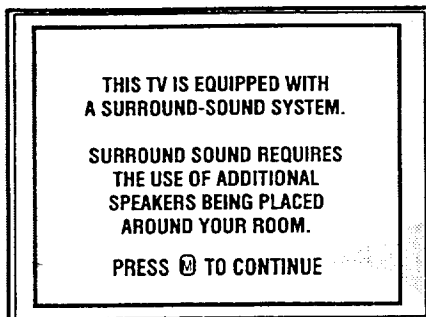 THIS TV IS EQUIPPED WITH
A SURROUND-SOUND SYSTEM.
SURROUND SOUND REQUIRES
THE USE OF ADDITIONAL
SPEAKERS BEING PLACED
AROUND YOUR ROOM.
PRESS M TO CONTINUE